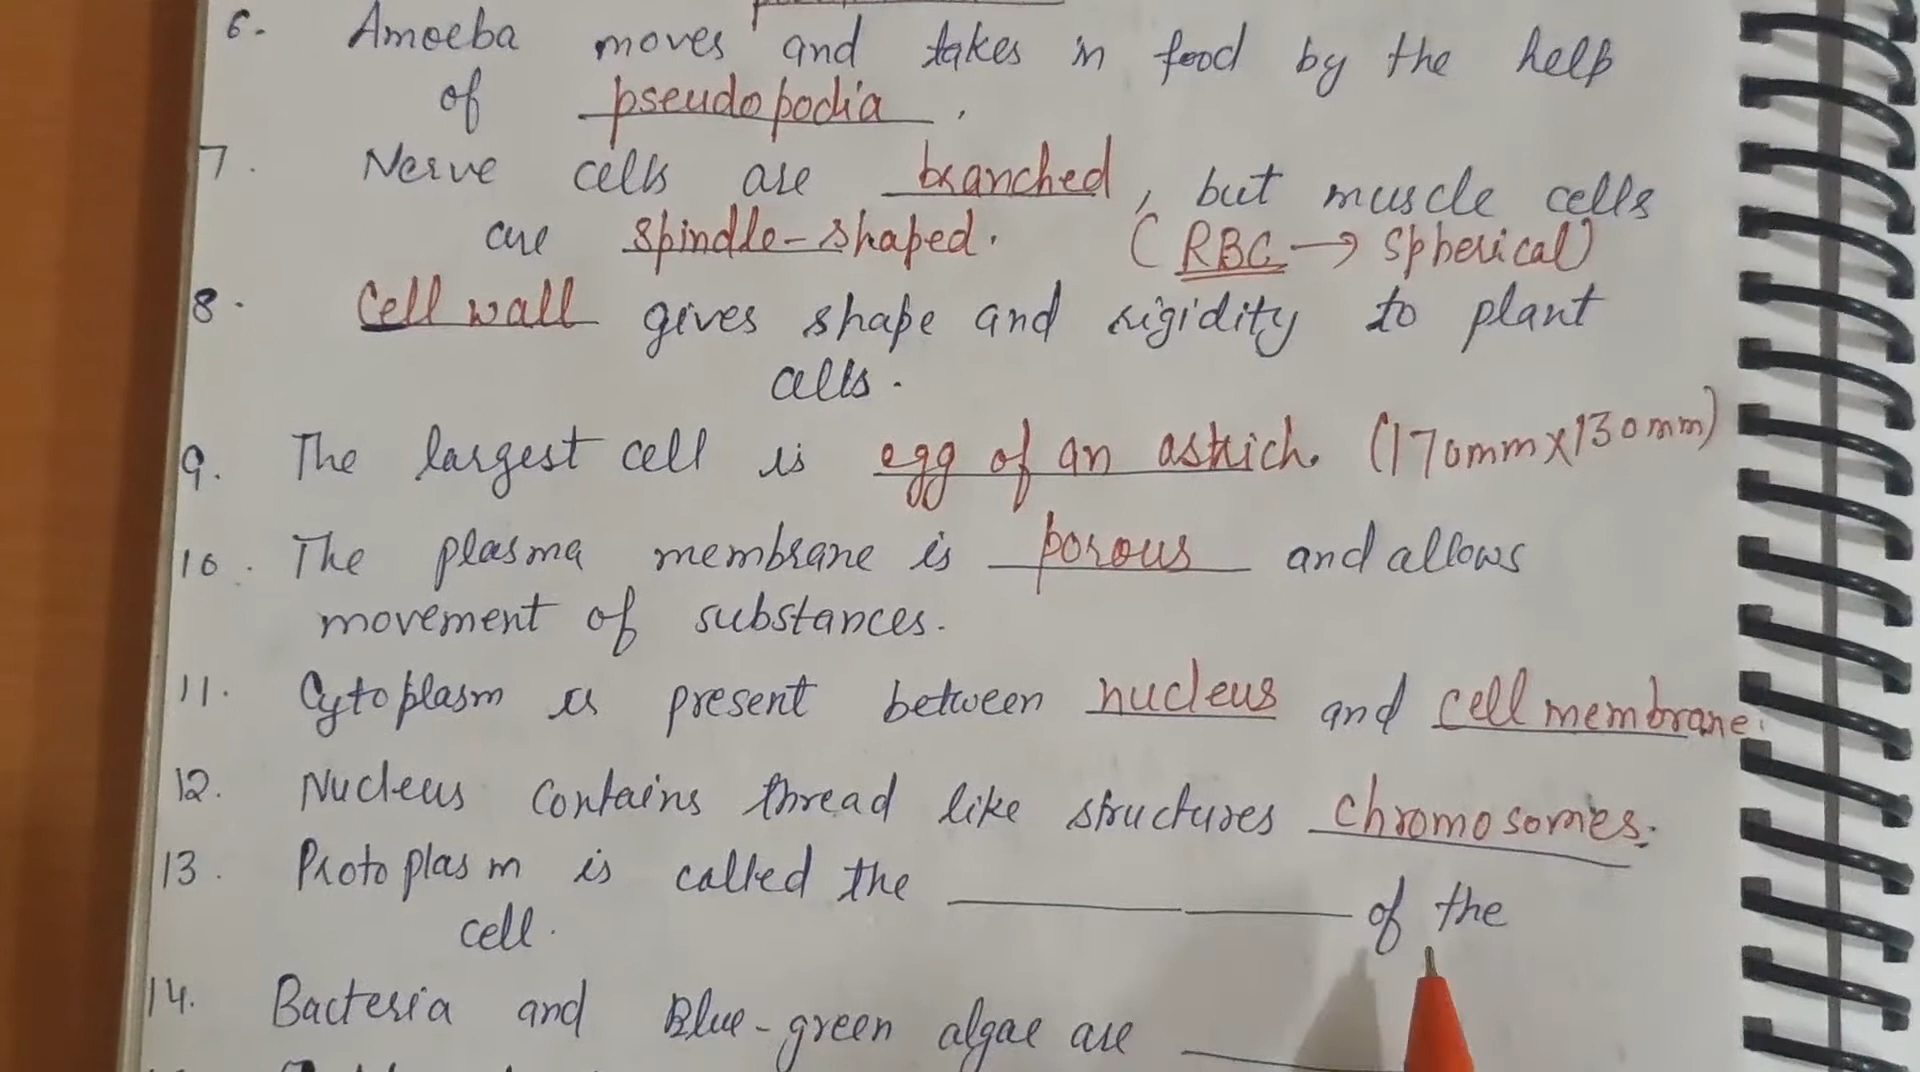 6. Amoeba moves and takes in food by the help
of pseudopodia.
7. Nerve cells are branched, but muscle cells
are spindle-shaped. (RBC → spherical)
8. Cell wall gives shape and rigidity to plant
cells.
9. The largest cell is egg of an ostrich. (170mm x 130mm)
10. The plasma membrane is porous and allows
movement of substances.
11. Cytoplasm is present between nucleus and cell membrane.
12. Nucleus contains thread like structures chromosomes.
13. Protoplasm is called the ____________ of the
cell.
14. Bacteria and Blue-green algae are ____